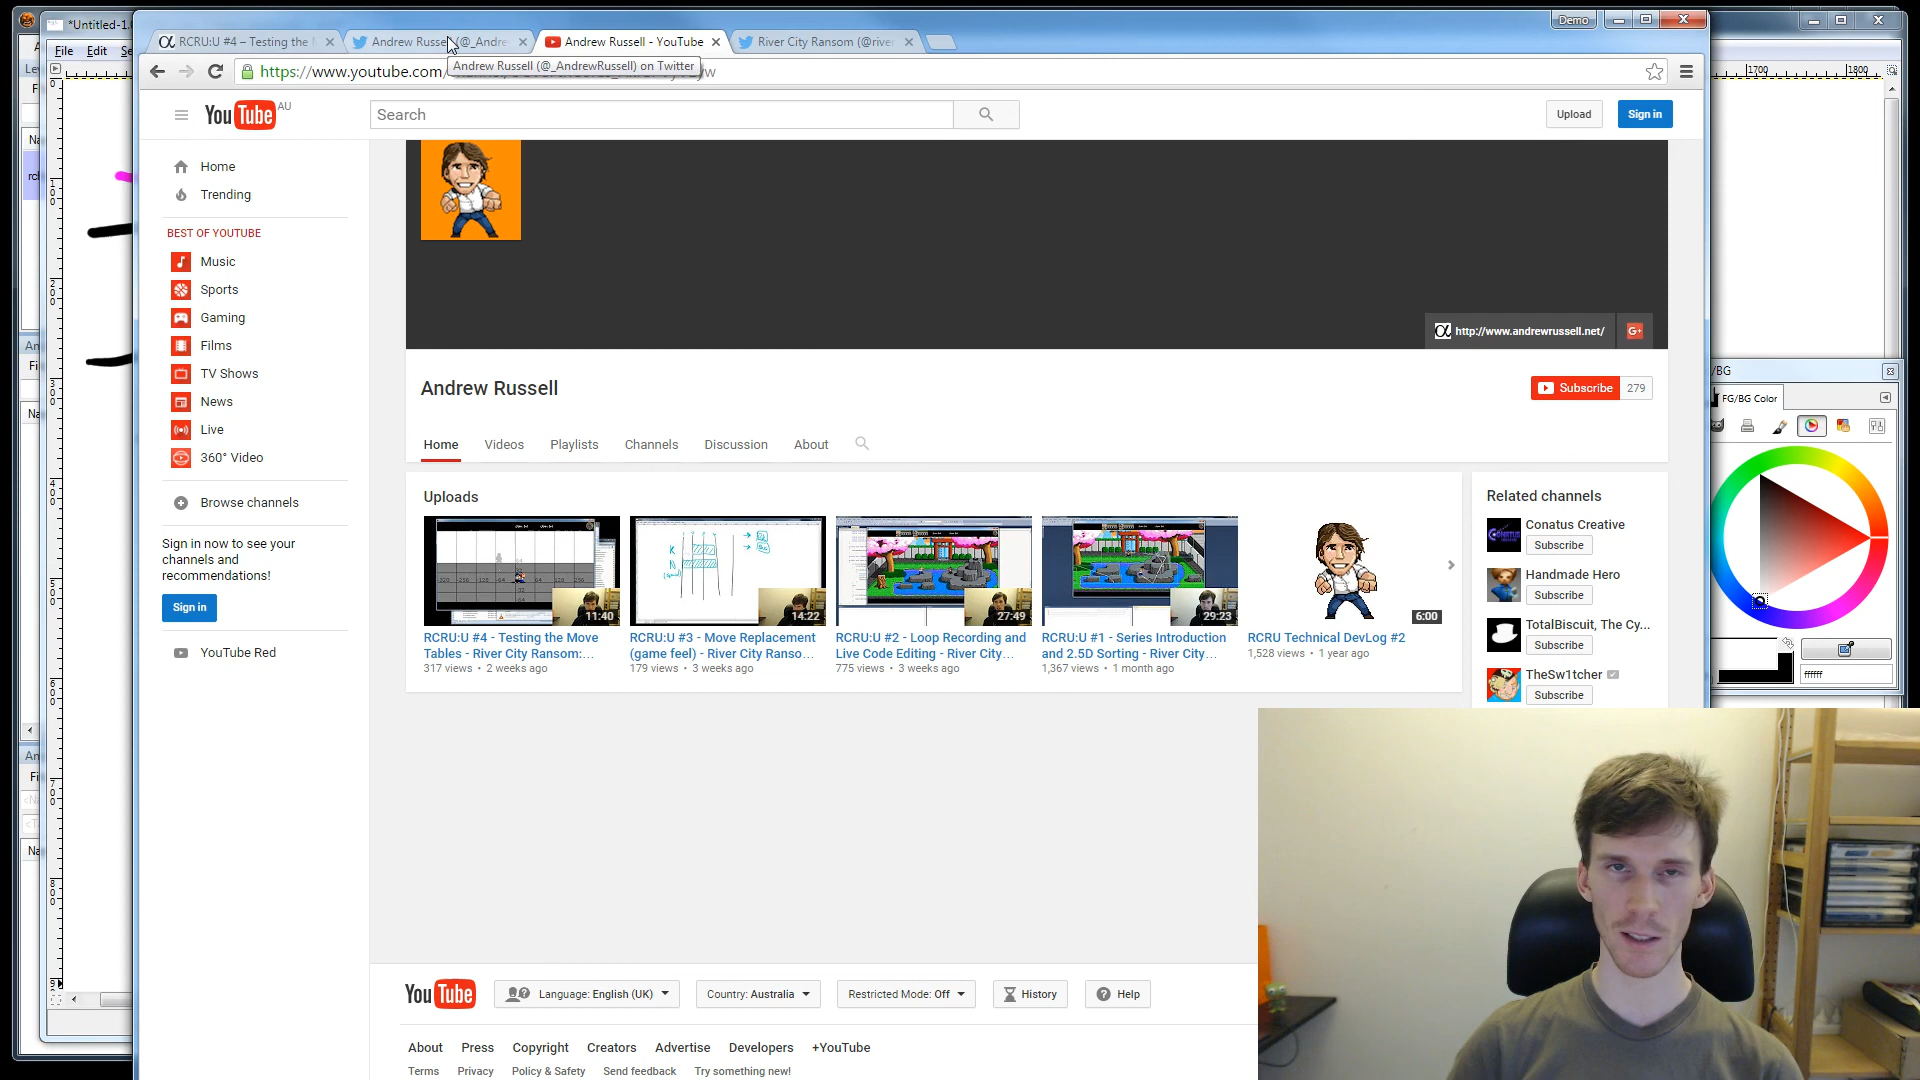 *Untitled-1.
Demo
RCRU:U #4 – Testing the
Andrew Russe
(@_Andre
Andrew Russell - YouTube
River City Ransom (@river
File
Edit
https://www.youtube.com/
Andrew Russell (@_AndrewRussell) on Twitter
1700
1800
YouTube
AU
Search
Upload
Sign in
Home
Trending
BEST OF YOUTUBE
Music
Sports
Gaming
Films
TV Shows
News
Live
360° Video
Browse channels
Sign in now to see your
channels and
recommendations!
Sign in
YouTube Red
http://www.andrewrussell.net/
G+
Andrew Russell
Subscribe
279
Home
Videos
Playlists
Channels
Discussion
About
Uploads
11:40
RCRU:U #4 - Testing the Move
Tables - River City Ransom:...
317 views • 2 weeks ago
14:22
RCRU:U #3 - Move Replacement
(game feel) - River City Ranso...
179 views • 3 weeks ago
27:49
RCRU:U #2 - Loop Recording and
Live Code Editing - River City...
775 views • 3 weeks ago
29:23
RCRU:U #1 - Series Introduction
and 2.5D Sorting - River City...
1,367 views • 1 month ago
6:00
RCRU Technical DevLog #2
1,528 views • 1 year ago
Related channels
Conatus Creative
Subscribe
Handmade Hero
Subscribe
TotalBiscuit, The Cy...
Subscribe
TheSw1tcher
Subscribe
/BG
FG/BG Color
ffffff
YouTube
Language: English (UK)
Country: Australia
Restricted Mode: Off
History
Help
About
Press
Copyright
Creators
Advertise
Developers
+YouTube
Terms
Privacy
Policy & Safety
Send feedback
Try something new!